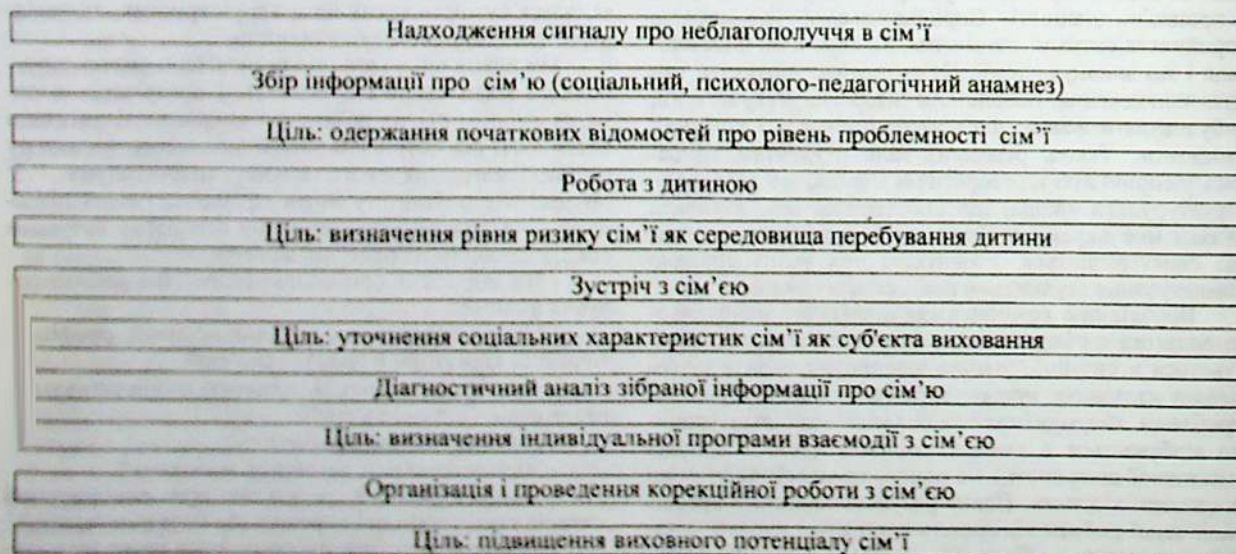 Надходження сигналу про неблагополуччя в сім’ї
Збір інформації про сім’ю (соціальний, психолого-педагогічний анамнез)
Ціль: одержання початкових відомостей про рівень проблемності сім’ї
Робота з дитиною
Ціль: визначення рівня ризику сім’ї як середовища перебування дитини
Зустріч з сім’єю
Ціль: уточнення соціальних характеристик сім’ї як суб'єкта виховання
Діагностичний аналіз зібраної інформації про сім’ю
Ціль: визначення індивідуальної програми взаємодії з сім’єю
Організація і проведення корекційної роботи з сім’єю
Ціль: підвищення виховного потенціалу сім’ї